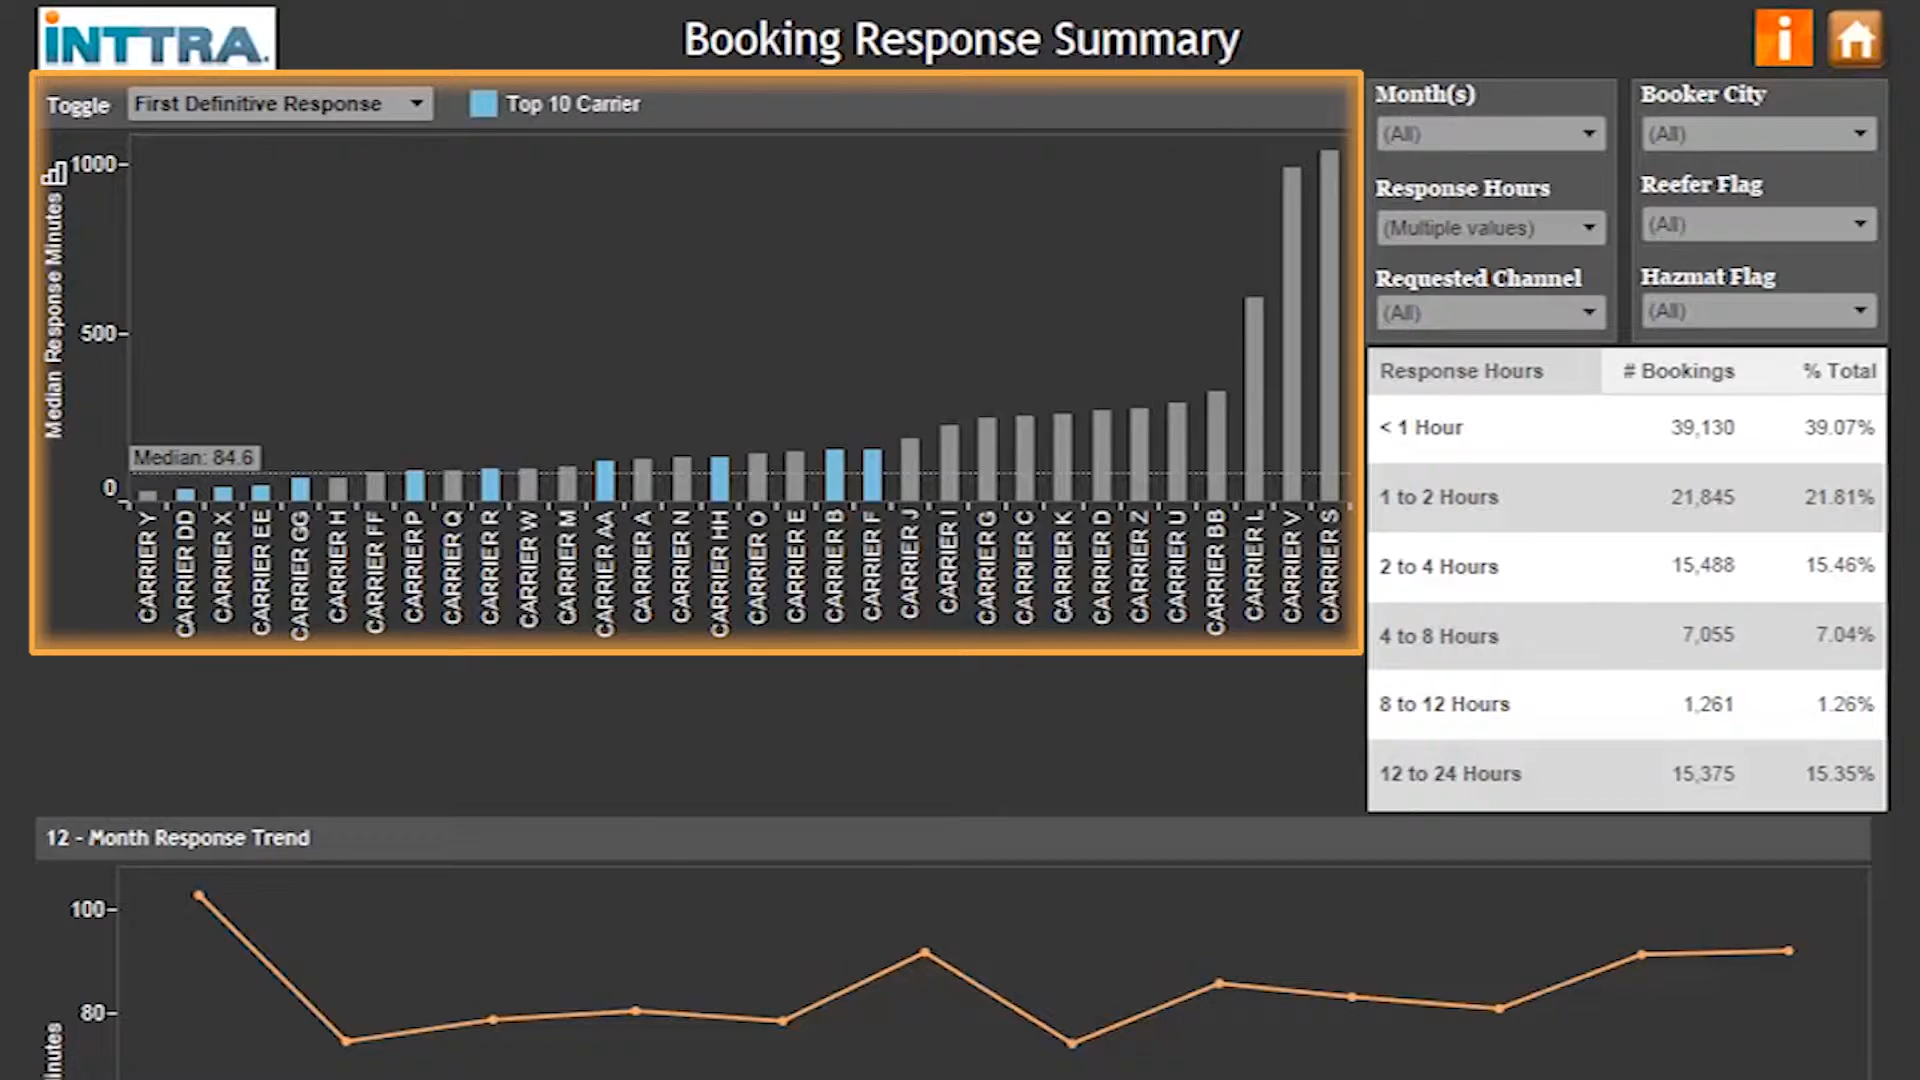 INTTRA.
Booking Response Summary
Toggle
First Definitive Response
Top 10 Carrier
Median Response Minutes
1000
500
0
Median: 84.6
CARRIER Y
CARRIER DD
CARRIER X
CARRIER EE
CARRIER GG
CARRIER H
CARRIER FF
CARRIER P
CARRIER Q
CARRIER R
CARRIER W
CARRIER M
CARRIER AA
CARRIER A
CARRIER N
CARRIER HH
CARRIER O
CARRIER E
CARRIER B
CARRIER F
CARRIER J
CARRIER I
CARRIER G
CARRIER C
CARRIER K
CARRIER D
CARRIER Z
CARRIER U
CARRIER BB
CARRIER L
CARRIER V
CARRIER S
Month(s)
(All)
Response Hours
(Multiple values)
Requested Channel
(All)
Booker City
(All)
Reefer Flag
(All)
Hazmat Flag
(All)
Response Hours # Bookings % Total
< 1 Hour 39,130 39.07%
1 to 2 Hours 21,845 21.81%
2 to 4 Hours 15,488 15.46%
4 to 8 Hours 7,055 7.04%
8 to 12 Hours 1,261 1.26%
12 to 24 Hours 15,375 15.35%
12 - Month Response Trend
100
80